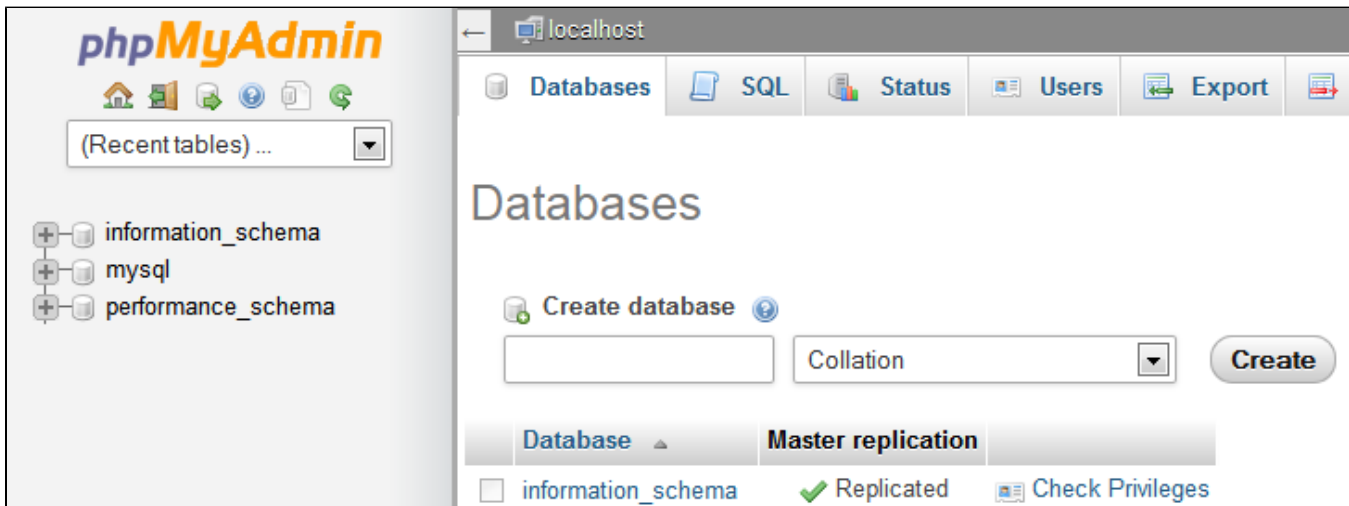 phpMyAdmin
(Recent tables) ...
information_schema
mysql
performance_schema
localhost
Databases SQL Status Users Export
Databases
Create database
Collation Create
Database Master replication
information_schema Replicated Check Privileges